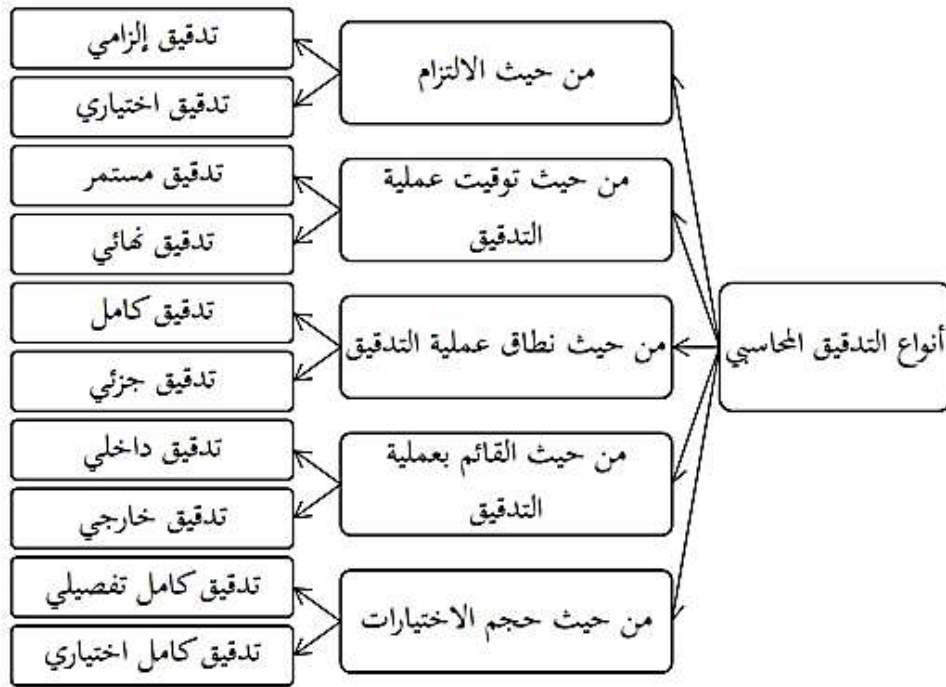 أنواع التدقيق المحاسبي
من حيث الالتزام
تدقيق إلزامي
تدقيق اختياري
من حيث توقيت عملية
التدقيق
تدقيق مستمر
تدقيق نهائي
من حيث نطاق عملية التدقيق
تدقيق كامل
تدقيق جزئي
من حيث القائم بعملية
التدقيق
تدقيق داخلي
تدقيق خارجي
من حيث حجم الاختيارات
تدقيق كامل تفصيلي
تدقيق كامل اختياري